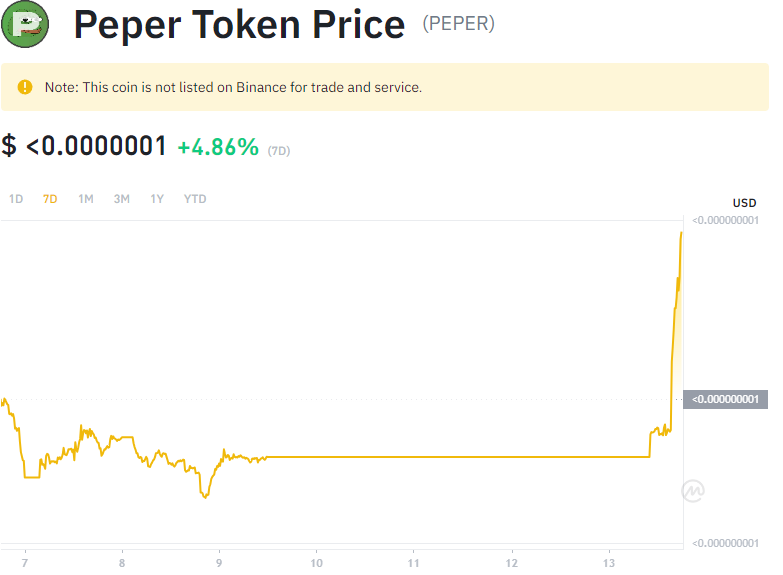 Peper Token Price (PEPER)
Note: This coin is not listed on Binance for trade and service.
$ <0.0000001 +4.86% (7D)
1D 7D 1M 3M 1Y YTD
USD
<0.000000001
<0.000000001
<0.000000001
7 8 9 10 11 12 13